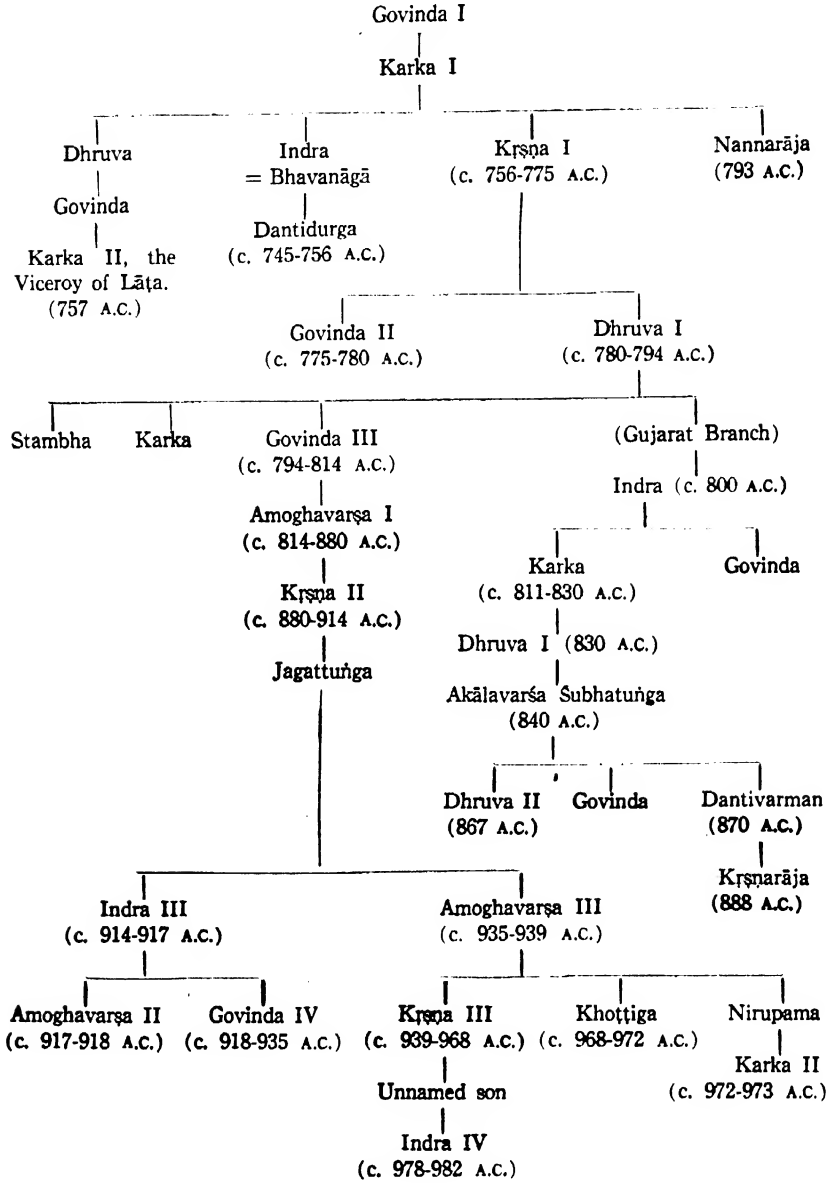 Govinda I
Karka I
Dhruva
Indra
= Bhavanāgā
Kṛṣṇa I
(c. 756-775 A.C.)
Nannarāja
(793 A.C.)
Govinda
Dantidurga
(c. 745-756 A.C.)
Karka II, the
Viceroy of Lāṭa.
(757 A.C.)
Govinda II
(c. 775-780 A.C.)
Dhruva I
(c. 780-794 A.C.)
Stambha
Karka
Govinda III
(c. 794-814 A.C.)
(Gujarat Branch)
Indra (c. 800 A.C.)
Amoghavarṣa I
(c. 814-880 A.C.)
Karka
(c. 811-830 A.C.)
Govinda
Kṛṣṇa II
(c. 880-914 A.C.)
Dhruva I (830 A.C.)
Jagattuṅga
Akālavarśa Śubhatuṅga
(840 A.C.)
Dhruva II
(867 A.C.)
Govinda
Dantivarman
(870 A.C.)
Kṛṣṇarāja
(888 A.C.)
Indra III
(c. 914-917 A.C.)
Amoghavarṣa III
(c. 935-939 A.C.)
Amoghavarṣa II
(c. 917-918 A.C.)
Govinda IV
(c. 918-935 A.C.)
Kṛṣṇa III
(c. 939-968 A.C.)
Khoṭṭiga
(c. 968-972 A.C.)
Nirupama
Karka II
(c. 972-973 A.C.)
Unnamed son
Indra IV
(c. 978-982 A.C.)